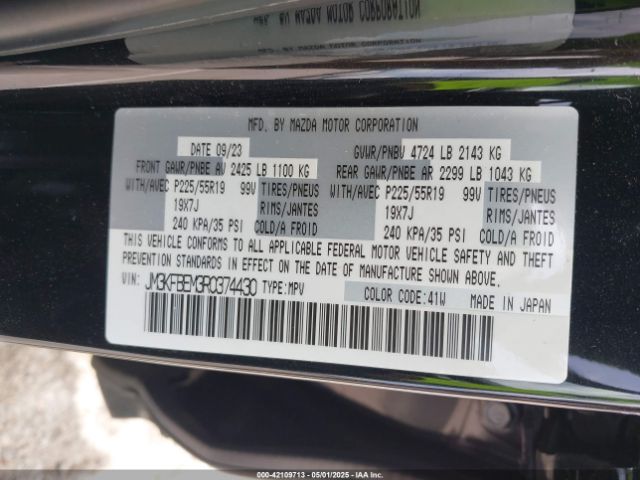 MFD. BY MAZDA MOTOR CORPORATION
MFD. BY MAZDA MOTOR CORPORATION
DATE 09/23 GVWR/PNBV 4724 LB 2143 KG
FRONT GAWR/PNBE AV 2425 LB 1100 KG REAR GAWR/PNBE AR 2299 LB 1043 KG
WITH/AVEC P225/55R19 99V TIRES/PNEUS WITH/AVEC P225/55R19 99V TIRES/PNEUS
19X7J RIMS/JANTES 19X7J RIMS/JANTES
240 KPA/35 PSI COLD/A FROID 240 KPA/35 PSI COLD/A FROID
THIS VEHICLE CONFORMS TO ALL APPLICABLE FEDERAL MOTOR VEHICLE SAFETY AND THEFT
PREVENTION STANDARDS IN EFFECT ON THE DATE OF MANUFACTURE SHOWN ABOVE.
VIN: JM3KFBEM3R0374430 TYPE:MPV COLOR CODE:41W MADE IN JAPAN
000-42109713 - 05/01/2025 - IAA Inc.